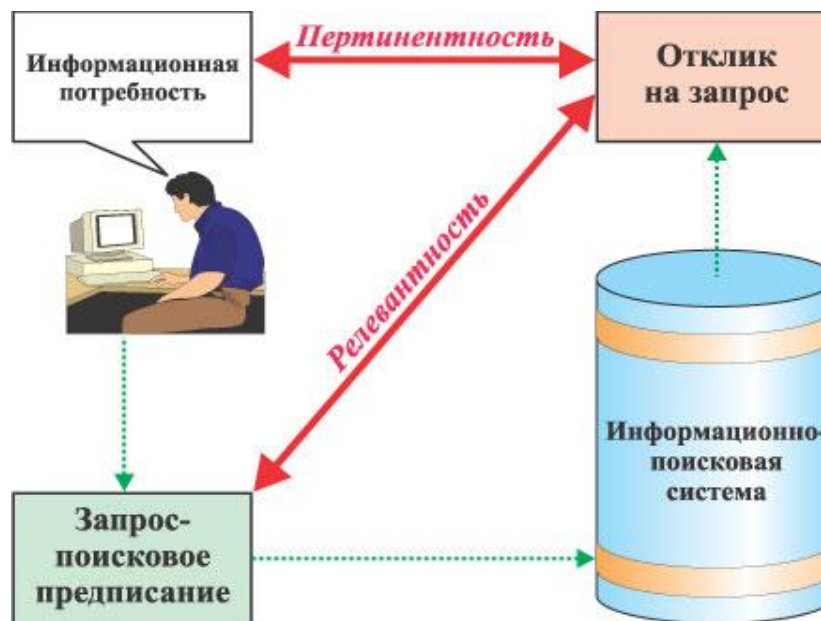 Пертинентность
Информационная
потребность
Отклик
на запрос
Релевантность
Информационно-
поисковая
система
Запрос-
поисковое
предписание